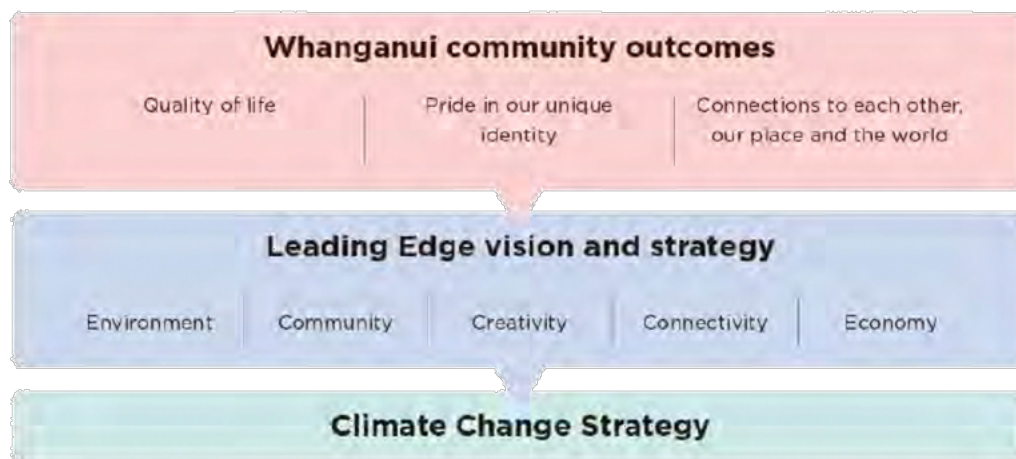 Whanganui community outcomes
Quality of life
Pride in our unique
identity
Connections to each other,
our place and the world
Leading Edge vision and strategy
Environment
Community
Creativity
Connectivity
Economy
Climate Change Strategy